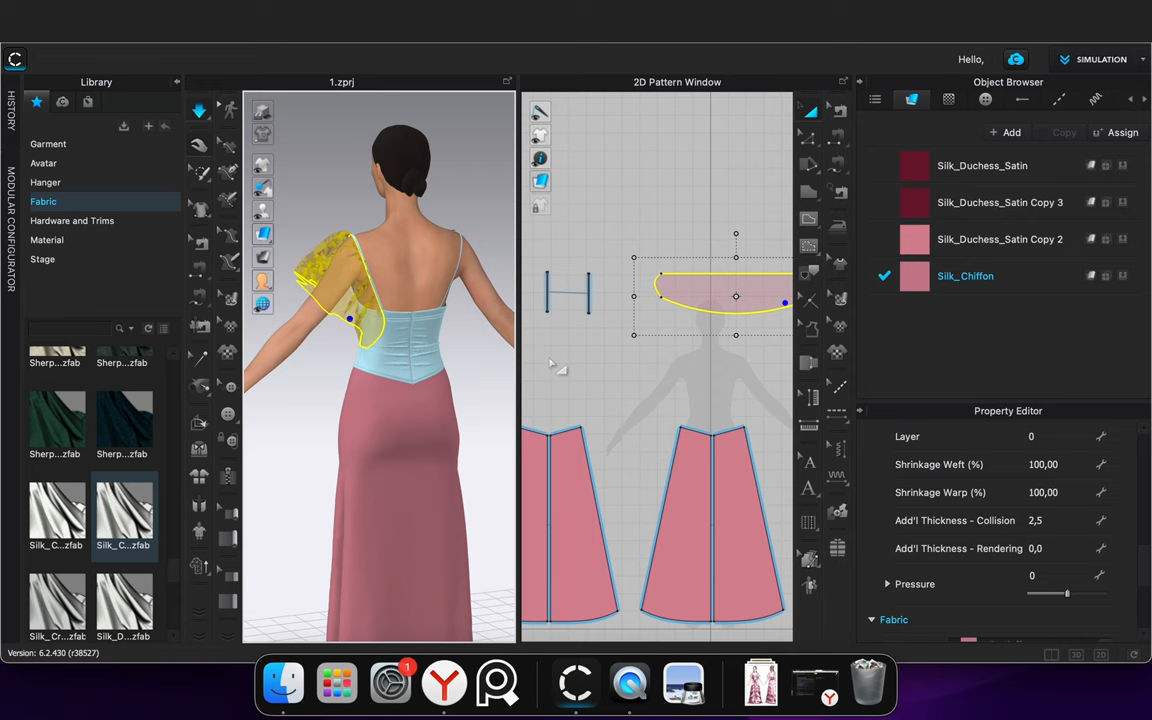 Hello,
SIMULATION
Library
1.zprj
2D Pattern Window
Object Browser
HISTORY
MODULAR CONFIGURATOR
Garment
Avatar
Hanger
Fabric
Hardware and Trims
Material
Stage
Sherp...zfab
Sherp...zfab
Sherp...zfab
Sherp...zfab
Silk_C...zfab
Silk_C...zfab
Silk_Cr...zfab
Silk_D...zfab
Add
Copy
Assign
Silk_Duchess_Satin
Silk_Duchess_Satin Copy 3
Silk_Duchess_Satin Copy 2
Silk_Chiffon
Property Editor
Layer 0
Shrinkage Weft (%) 100,00
Shrinkage Warp (%) 100,00
Add'l Thickness - Collision 2,5
Add'l Thickness - Rendering 0,0
Pressure 0
Fabric
Version: 6.2.430 (r38527)
3D
2D
1